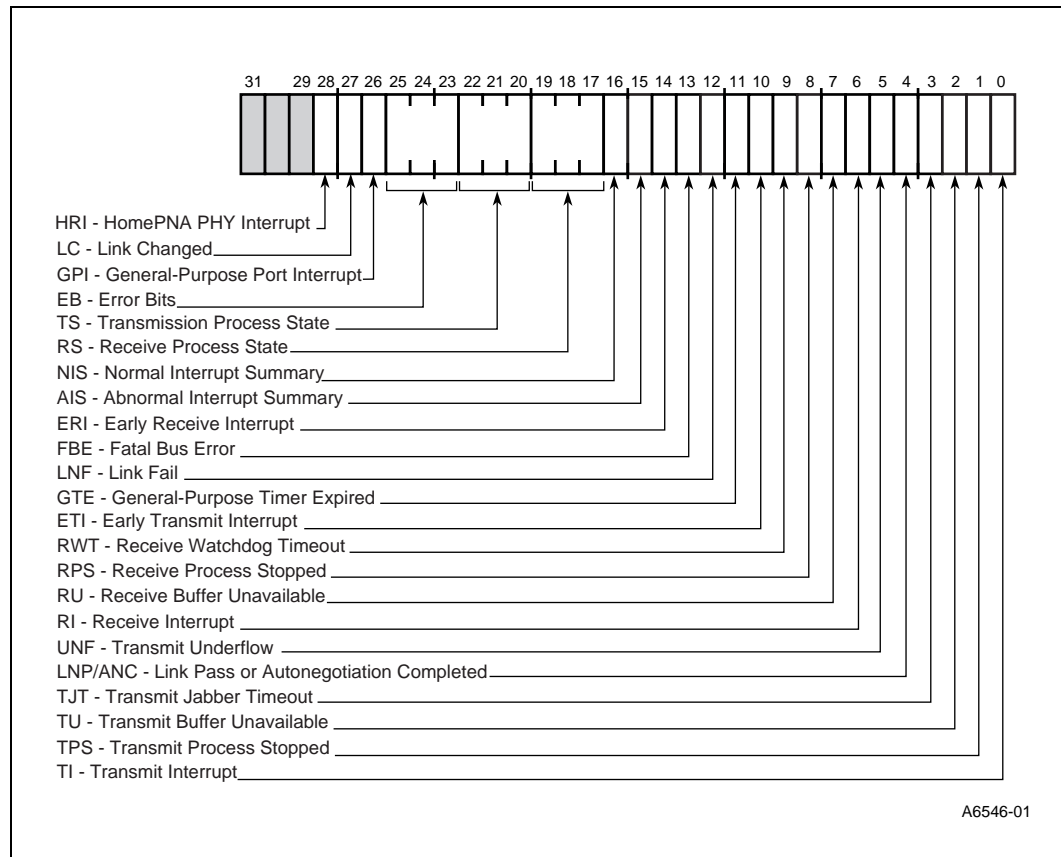 31 29 28 27 26 25 24 23 22 21 20 19 18 17 16 15 14 13 12 11 10 9 8 7 6 5 4 3 2 1 0
HRI - HomePNA PHY Interrupt
LC - Link Changed
GPI - General-Purpose Port Interrupt
EB - Error Bits
TS - Transmission Process State
RS - Receive Process State
NIS - Normal Interrupt Summary
AIS - Abnormal Interrupt Summary
ERI - Early Receive Interrupt
FBE - Fatal Bus Error
LNF - Link Fail
GTE - General-Purpose Timer Expired
ETI - Early Transmit Interrupt
RWT - Receive Watchdog Timeout
RPS - Receive Process Stopped
RU - Receive Buffer Unavailable
RI - Receive Interrupt
UNF - Transmit Underflow
LNP/ANC - Link Pass or Autonegotiation Completed
TJT - Transmit Jabber Timeout
TU - Transmit Buffer Unavailable
TPS - Transmit Process Stopped
TI - Transmit Interrupt
A6546-01